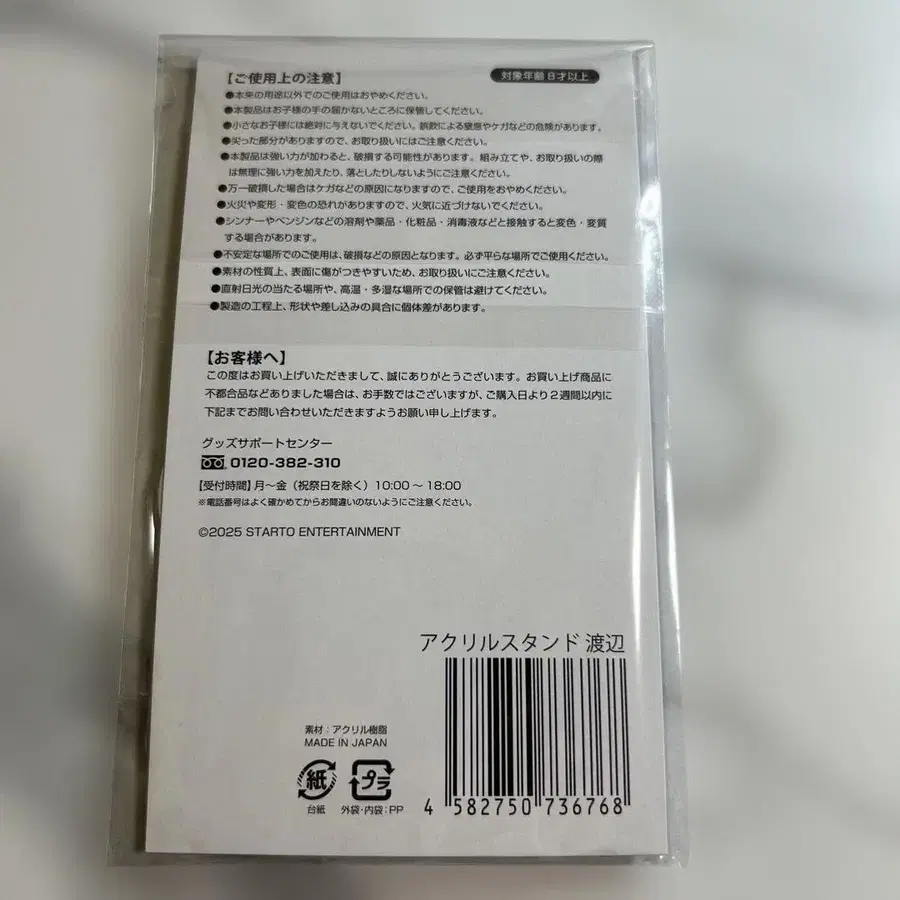 【ご使用上の注意】
対象年齢 8才以上
●本来の用途以外でのご使用はおやめください。
●本製品はお子様の手の届かないところに保管してください。
●小さなお子様には絶対に与えないでください。誤飲による窒息やケガなどの危険があります。
●尖った部分がありますので、お取り扱いにはご注意ください。
●本製品は強い力が加わると、破損する可能性があります。組み立てや、お取り扱いの際
は無理に強い力を加えたり、落としたりしないようにご注意ください。
●万一破損した場合はケガなどの原因になりますので、ご使用をおやめください。
●火災や変形・変色の恐れがありますので、火気に近づけないでください。
●シンナーやベンジンなどの溶剤や薬品・化粧品・消毒液などと接触すると変色・変質
する場合があります。
●不安定な場所でのご使用は、破損などの原因となります。必ず平らな場所でご使用ください。
●素材の性質上、表面に傷がつきやすいため、お取り扱いにご注意ください。
●直射日光の当たる場所や、高温・多湿な場所での保管は避けてください。
●製造の工程上、形状や差し込みの具合に個体差があります。
【お客様へ】
この度はお買い上げいただきまして、誠にありがとうございます。お買い上げ商品に
不都合品などありました場合は、お手数ではございますが、ご購入日より2週間以内に
下記までお問い合わせいただきますようお願い申し上げます。
グッズサポートセンター
0120-382-310
【受付時間】月～金（祝祭日を除く）10:00～18:00
※電話番号はよく確かめてからお間違いのないようにご注意ください。
©2025 STARTO ENTERTAINMENT
アクリルスタンド 渡辺
素材：アクリル樹脂
MADE IN JAPAN
紙 プラ
台紙 外袋・内袋：PP
4 582750 736768